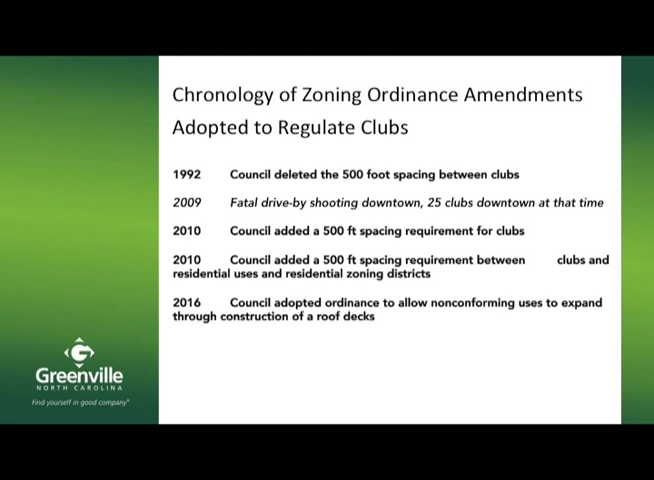 Chronology of Zoning Ordinance Amendments
Adopted to Regulate Clubs
1992 Council deleted the 500 foot spacing between clubs
2009 Fatal drive-by shooting downtown, 25 clubs downtown at that time
2010 Council added a 500 ft spacing requirement for clubs
2010 Council added a 500 ft spacing requirement between clubs and
residential uses and residential zoning districts
2016 Council adopted ordinance to allow nonconforming uses to expand
through construction of a roof decks
Greenville
NORTH CAROLINA
Find yourself in good company®